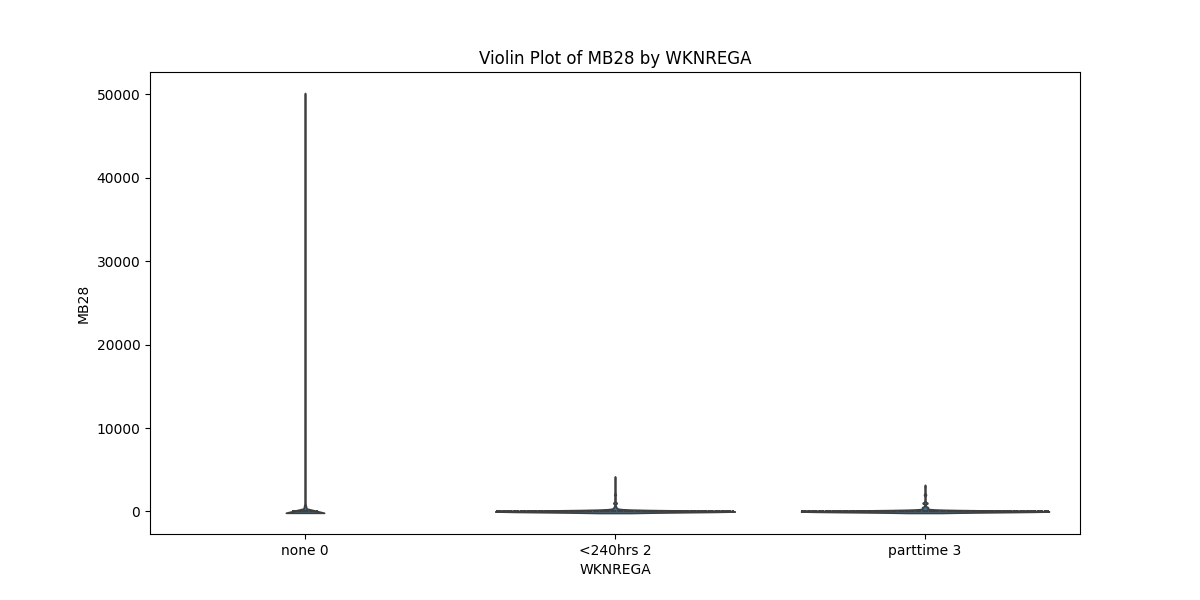 Violin Plot of MB28 by WKNREGA
50000
40000
30000
20000
10000
0
MB28
none 0
<240hrs 2
parttime 3
WKNREGA